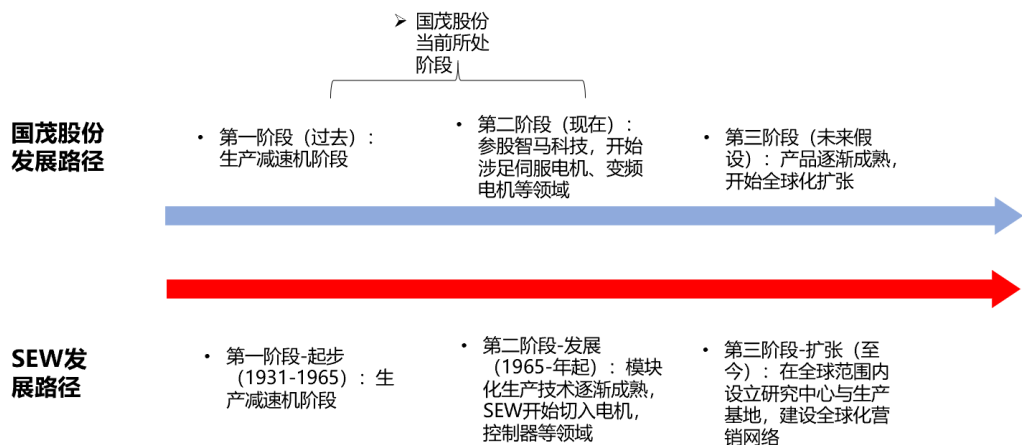 ➢ 国茂股份
当前所处
阶段
国茂股份
发展路径
• 第一阶段（过去）：
生产减速机阶段
• 第二阶段（现在）：
参股智马科技，开始
涉足伺服电机、变频
电机等领域
• 第三阶段（未来假
设）：产品逐渐成熟，
开始全球化扩张
SEW发
展路径
• 第一阶段-起步
（1931-1965）：生
产减速机阶段
• 第二阶段-发展
（1965-年起）：模块
化生产技术逐渐成熟，
SEW开始切入电机，
控制器等领域
• 第三阶段-扩张（至
今）：在全球范围内
设立研究中心与生产
基地，建设全球化营
销网络